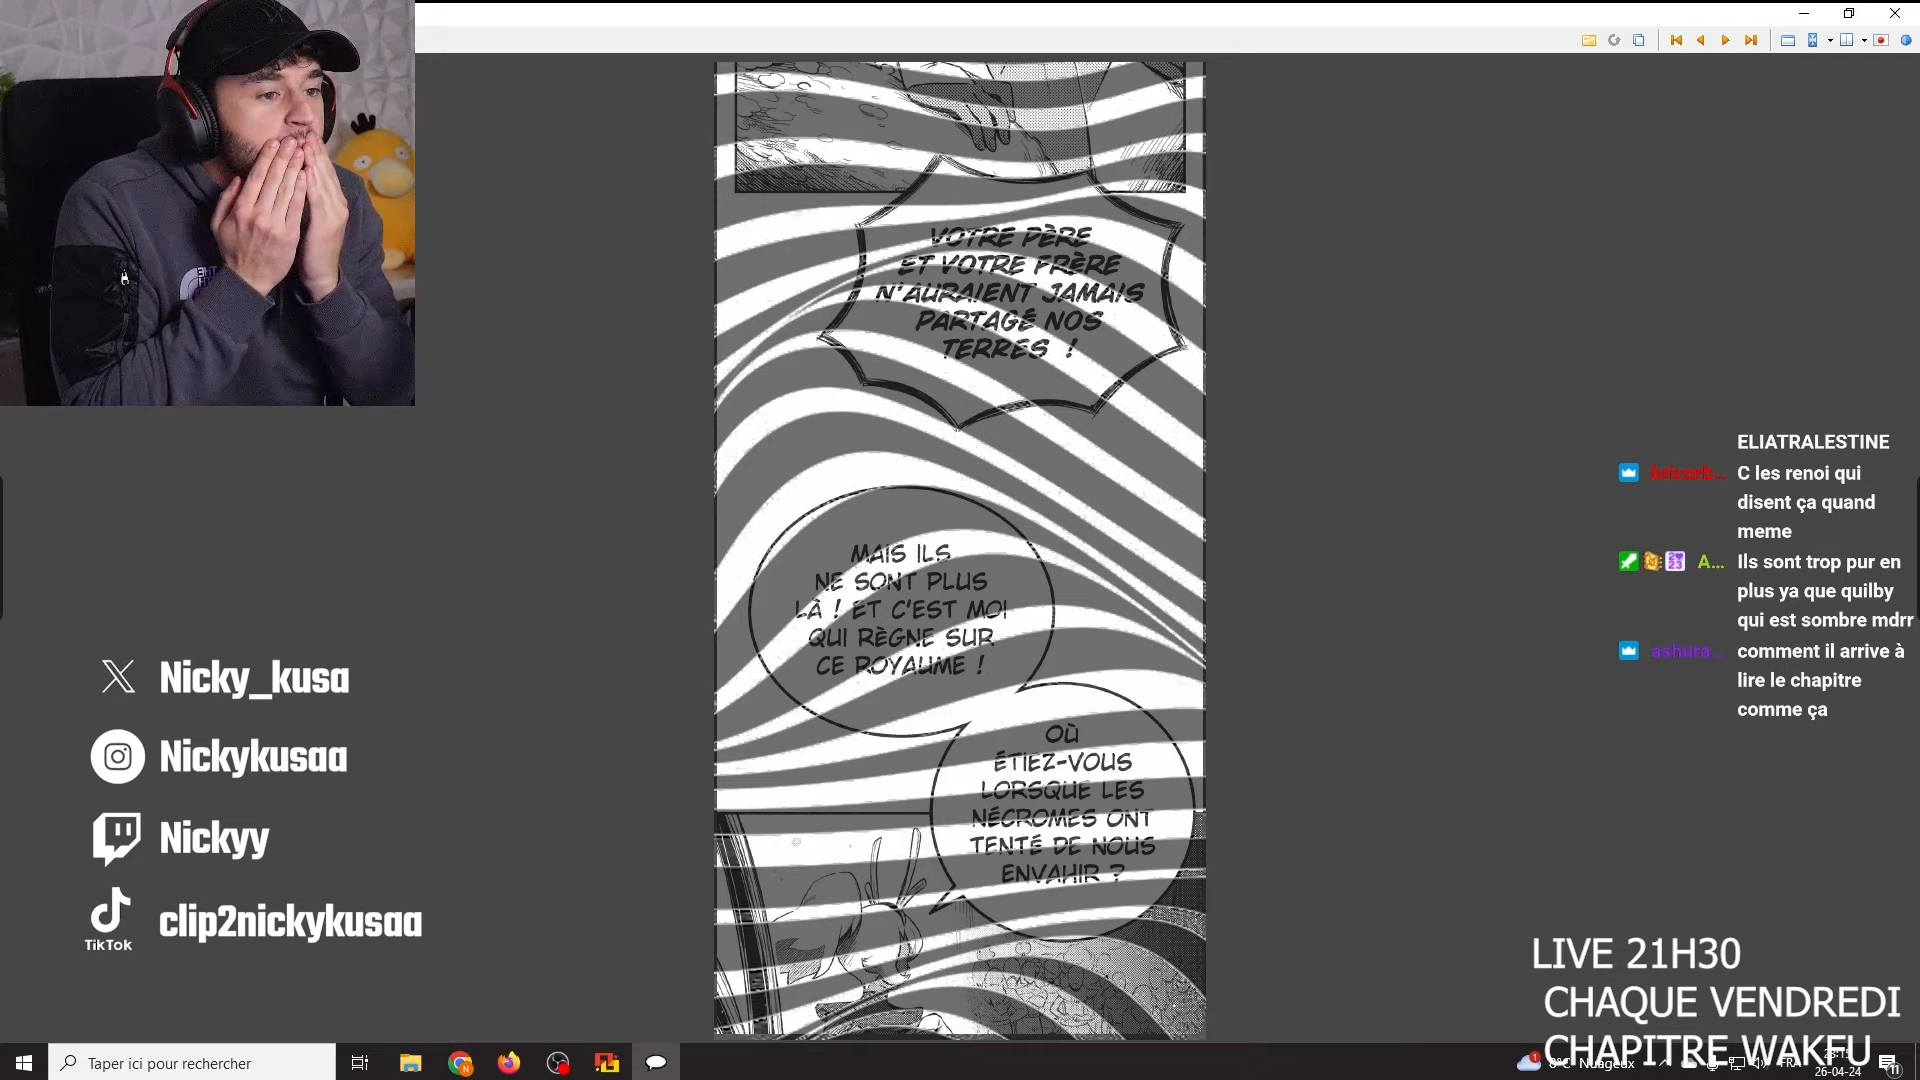 VOTRE PÈRE
ET VOTRE FRÈRE
N'AURAIENT JAMAIS
PARTAGÉ NOS
TERRES !
MAIS ILS
NE SONT PLUS
LÀ ! ET C'EST MOI
QUI RÈGNE SUR
CE ROYAUME !
OÙ
ÉTIEZ-VOUS
LORSQUE LES
NÉCROMES ONT
TENTÉ DE NOUS
ENVAHIR ?
ELIATRALESTINE
bricorb... C les renoi qui
disent ça quand
meme
A... Ils sont trop pur en
plus ya que quilby
qui est sombre mdrr
ashura... comment il arrive à
lire le chapitre
comme ça
Nicky_kusa
Nickykusaa
Nickyy
TikTok
clip2nickykusaa
LIVE 21H30
CHAQUE VENDREDI
CHAPITRE WAKFU
Taper ici pour rechercher
Nuageux
26-04-24
11